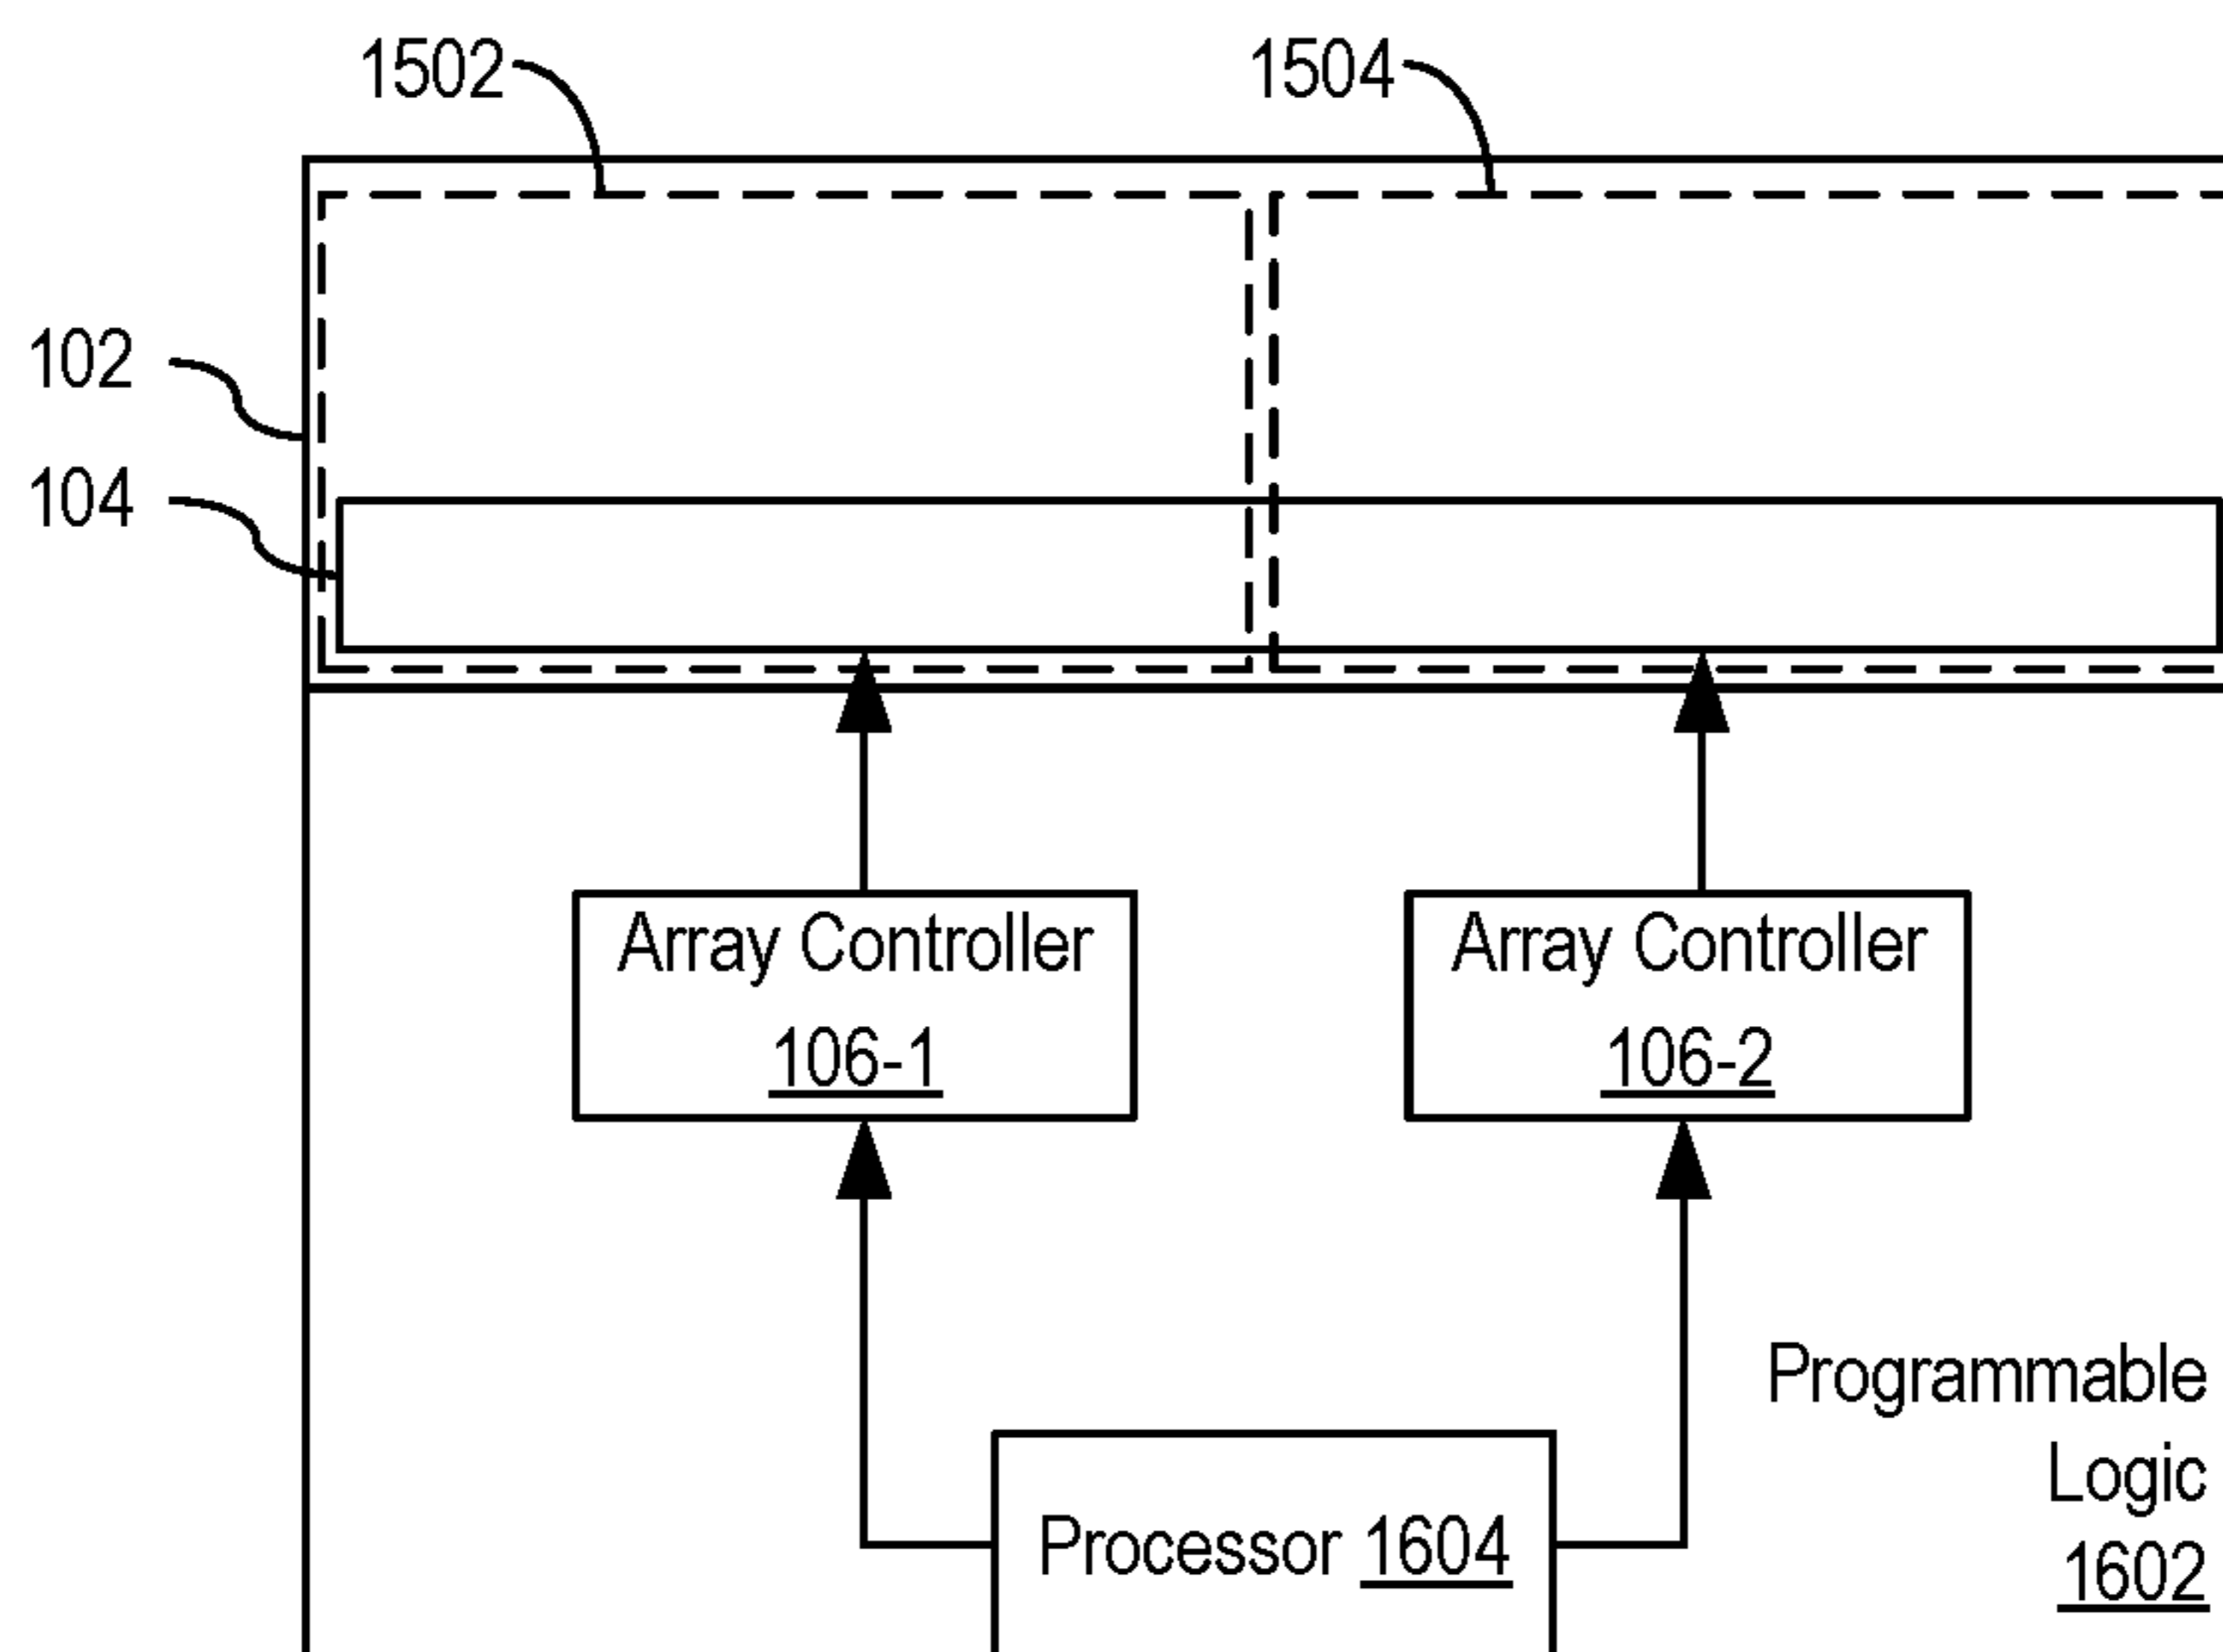 1502
1504
102
104
Array Controller
106-1
Array Controller
106-2
Programmable
Logic
1602
Processor 1604